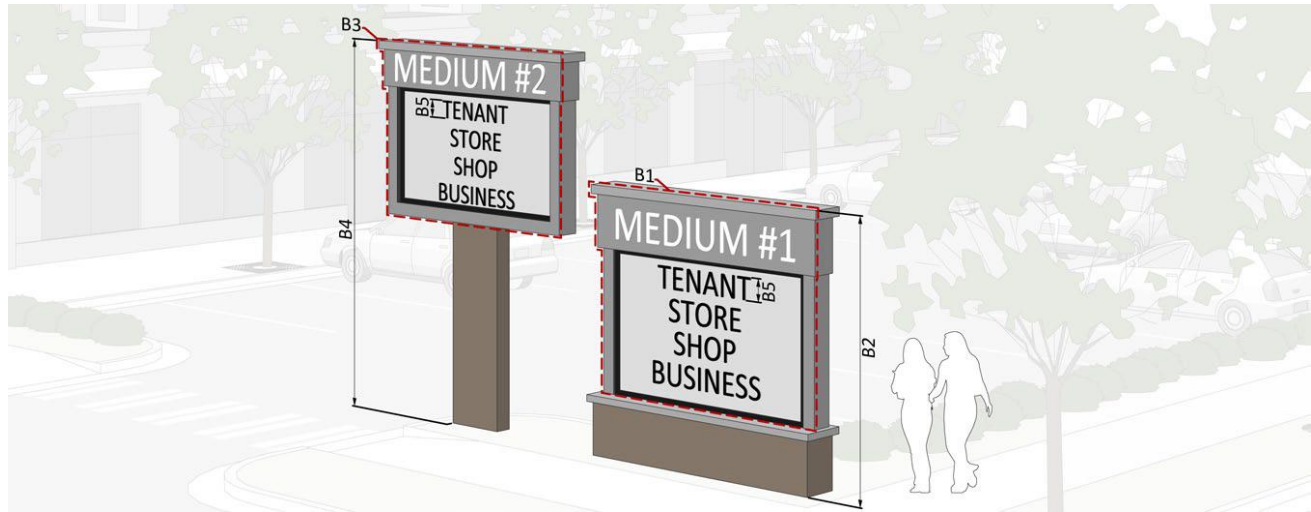 B3
MEDIUM #2
B5
TENANT
STORE
SHOP
BUSINESS
B4
B1
MEDIUM #1
TENANT
B5
STORE
SHOP
BUSINESS
B2